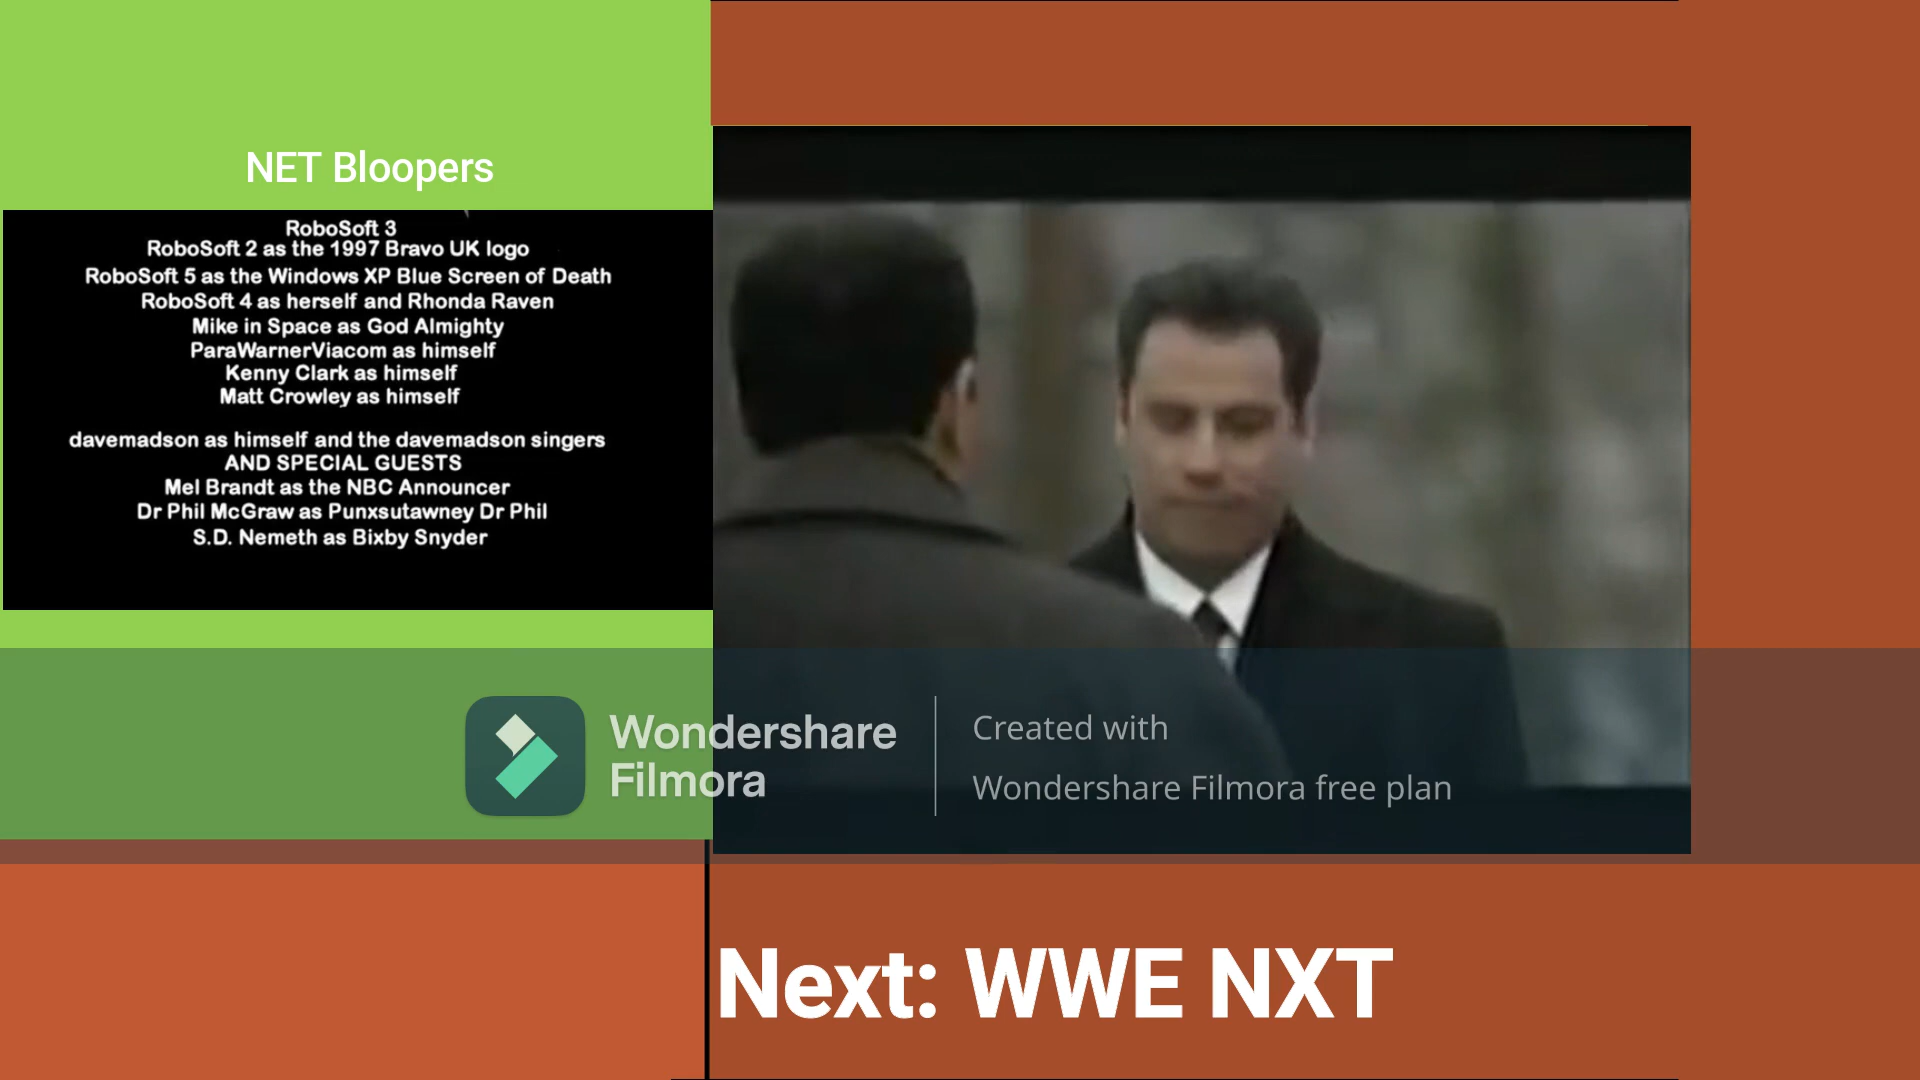 NET Bloopers
RoboSoft 3
RoboSoft 2 as the 1997 Bravo UK logo
RoboSoft 5 as the Windows XP Blue Screen of Death
RoboSoft 4 as herself and Rhonda Raven
Mike in Space as God Almighty
ParaWarnerViacom as himself
Kenny Clark as himself
Matt Crowley as himself
davemadson as himself and the davemadson singers
AND SPECIAL GUESTS
Mel Brandt as the NBC Announcer
Dr Phil McGraw as Punxsutawney Dr Phil
S.D. Nemeth as Bixby Snyder
Wondershare
Filmora
Created with
Wondershare Filmora free plan
Next: WWE NXT